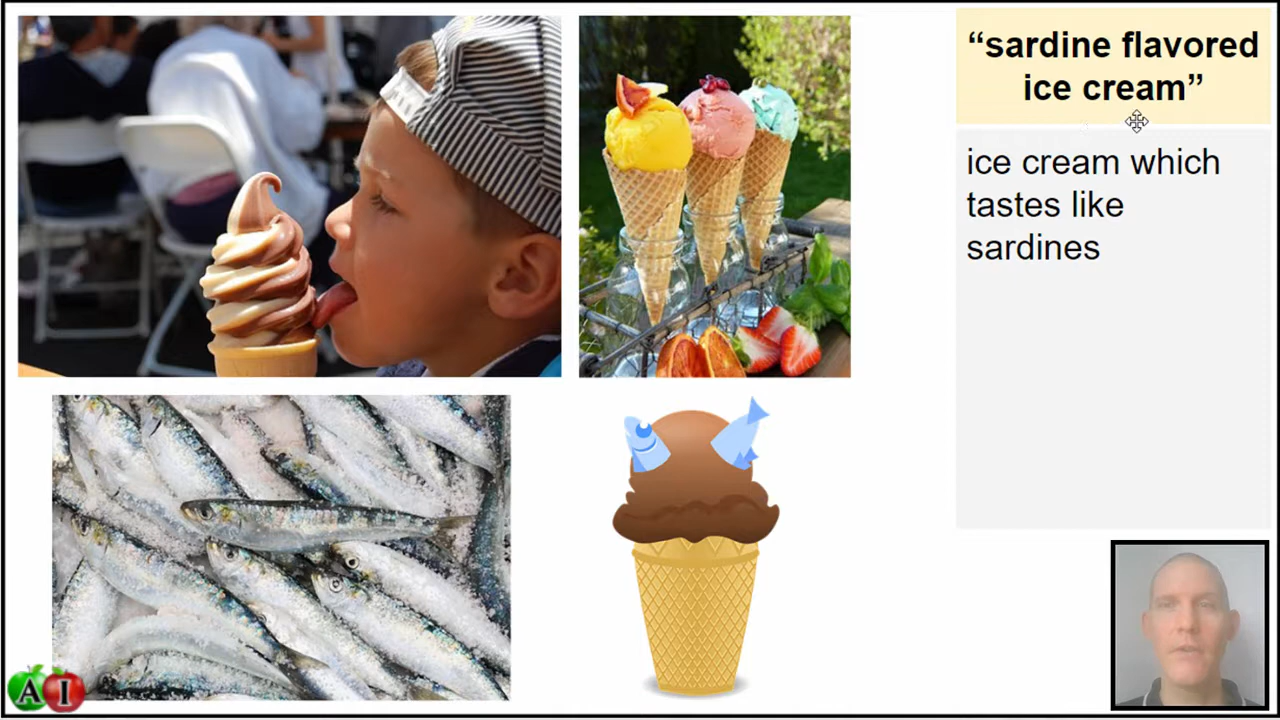 “sardine flavored
ice cream”
ice cream which
tastes like
sardines
A I